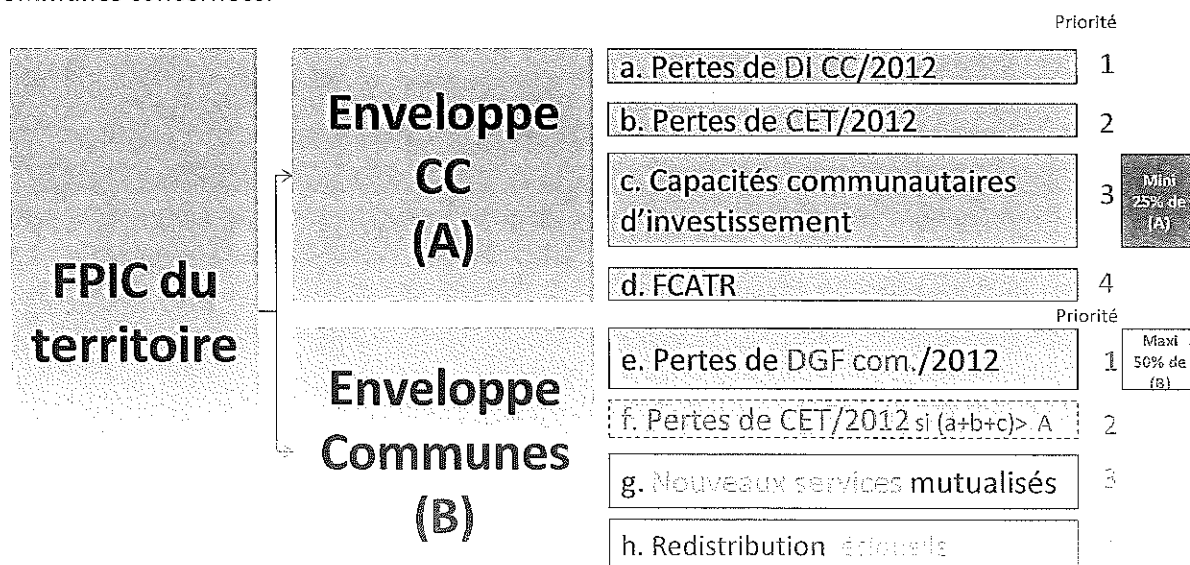 Priorité
FPIC du
territoire
Enveloppe
CC
(A)
a. Pertes de DI CC/2012
1
b. Pertes de CET/2012
2
c. Capacités communautaires
d'investissement
3
Mini
25% de
(A)
d. FCATR
4
Priorité
Enveloppe
Communes
(B)
e. Pertes de DGF com./2012
1
Maxi
50% de
(B)
f. Pertes de CET/2012 si (a+b+c)> A
2
g. Nouveaux services mutualisés
3
h. Redistribution